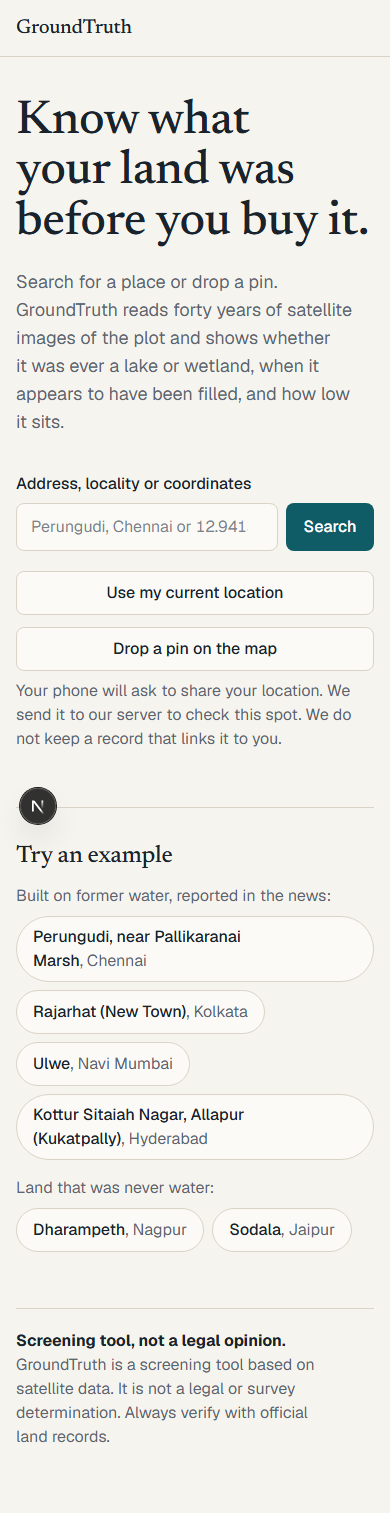 GroundTruth
Know what
your land was
before you buy it.
Search for a place or drop a pin.
GroundTruth reads forty years of satellite
images of the plot and shows whether
it was ever a lake or wetland, when it
appears to have been filled, and how low
it sits.
Address, locality or coordinates
Perungudi, Chennai or 12.941
Search
Use my current location
Drop a pin on the map
Your phone will ask to share your location. We
send it to our server to check this spot. We do
not keep a record that links it to you.
N
Try an example
Built on former water, reported in the news:
Perungudi, near Pallikaranai
Marsh, Chennai
Rajarhat (New Town), Kolkata
Ulwe, Navi Mumbai
Kottur Sitaiah Nagar, Allapur
(Kukatpally), Hyderabad
Land that was never water:
Dharampeth, Nagpur
Sodala, Jaipur
Screening tool, not a legal opinion.
GroundTruth is a screening tool based on
satellite data. It is not a legal or survey
determination. Always verify with official
land records.